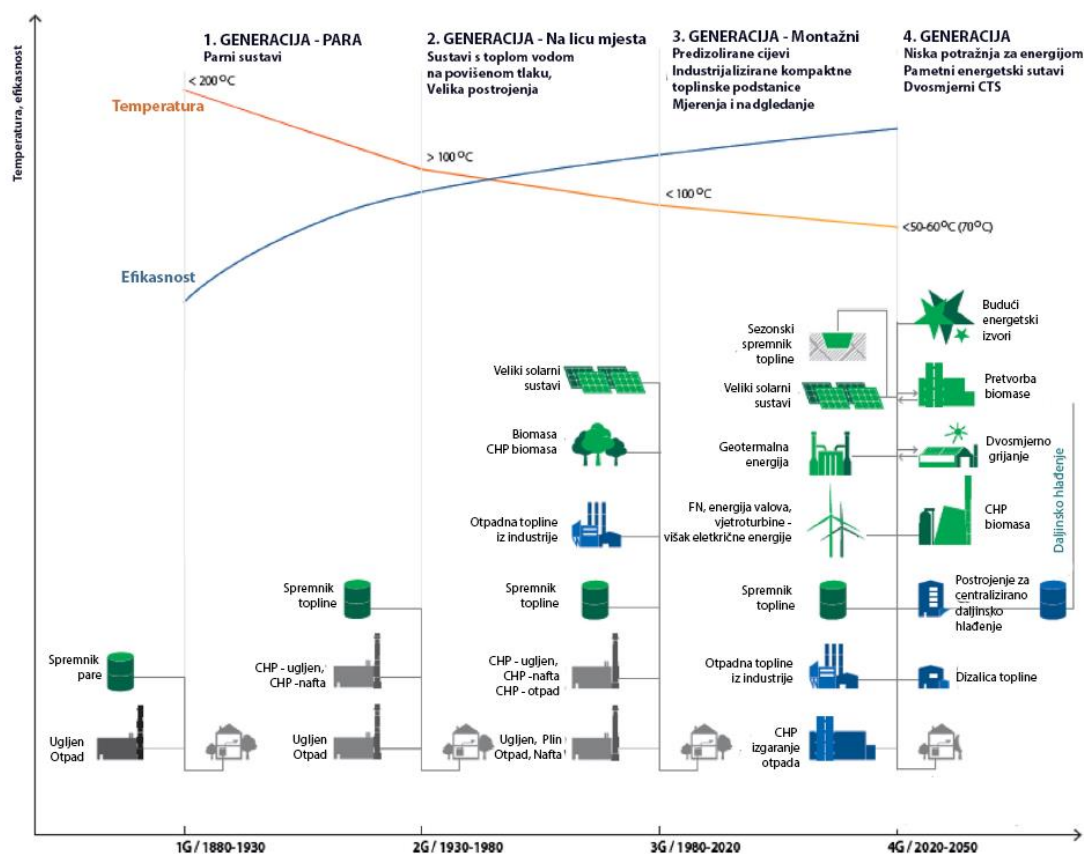 Temperatura, efikasnost
1. GENERACIJA - PARA
Parni sustavi
2. GENERACIJA - Na licu mjesta
Sustavi s toplom vodom
na povišenom tlaku,
Velika postrojenja
3. GENERACIJA - Montažni
Predizolirane cijevi
Industrijalizirane kompaktne
toplinske podstanice
Mjerenja i nadgledanje
4. GENERACIJA
Niska potražnja za energijom
Pametni energetski sutavi
Dvosmjerni CTS
Temperatura
< 200 °C
> 100 °C
< 100 °C
<50-60°C (70°C)
Efikasnost
Spremnik
pare
Ugljen
Otpad
Spremnik
topline
CHP - ugljen,
CHP -nafta
Ugljen
Otpad
Veliki solarni
sustavi
Biomasa
CHP biomasa
Otpadna topline
iz industrije
Spremnik
topline
CHP - ugljen,
CHP - nafta
CHP - otpad
Ugljen, Plin
Otpad, Nafta
Sezonski
spremnik
topline
Veliki solarni
sustavi
Geotermalna
energija
FN, energija valova,
vjetroturbine -
višak eletkrične energije
Spremnik
topline
Otpadna topline
iz industrije
CHP
izgaranje
otpada
Budući
energetski
izvori
Pretvorba
biomase
Dvosmjerno
grijanje
CHP
biomasa
Postrojenje za
centralizirano
daljinsko
hlađenje
Dizalica topline
Daljinsko hlađenje
1G / 1880-1930
2G / 1930-1980
3G / 1980-2020
4G / 2020-2050